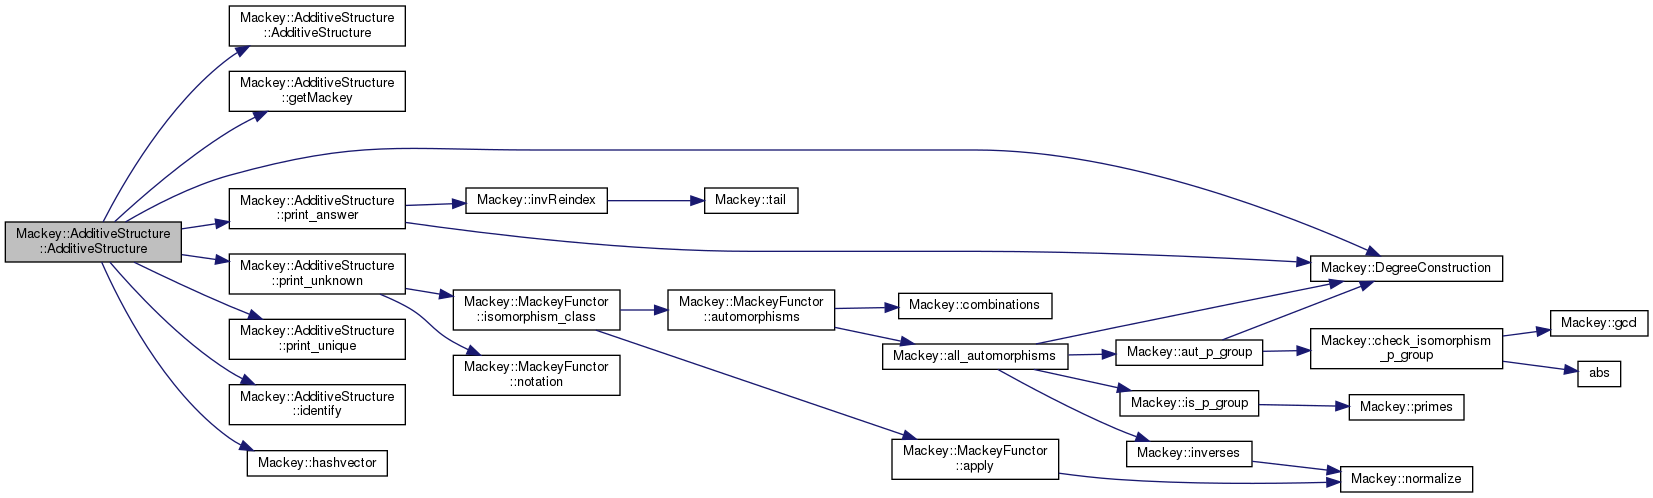 Mackey::AdditiveStructure
::AdditiveStructure
Mackey::AdditiveStructure
::AdditiveStructure
Mackey::AdditiveStructure
::getMackey
Mackey::AdditiveStructure
::print_answer
Mackey::AdditiveStructure
::print_unknown
Mackey::AdditiveStructure
::print_unique
Mackey::AdditiveStructure
::identify
Mackey::hashvector
Mackey::invReindex
Mackey::tail
Mackey::MackeyFunctor
::isomorphism_class
Mackey::MackeyFunctor
::notation
Mackey::MackeyFunctor
::automorphisms
Mackey::combinations
Mackey::all_automorphisms
Mackey::MackeyFunctor
::apply
Mackey::DegreeConstruction
Mackey::aut_p_group
Mackey::is_p_group
Mackey::inverses
Mackey::check_isomorphism
_p_group
Mackey::primes
Mackey::normalize
Mackey::gcd
abs